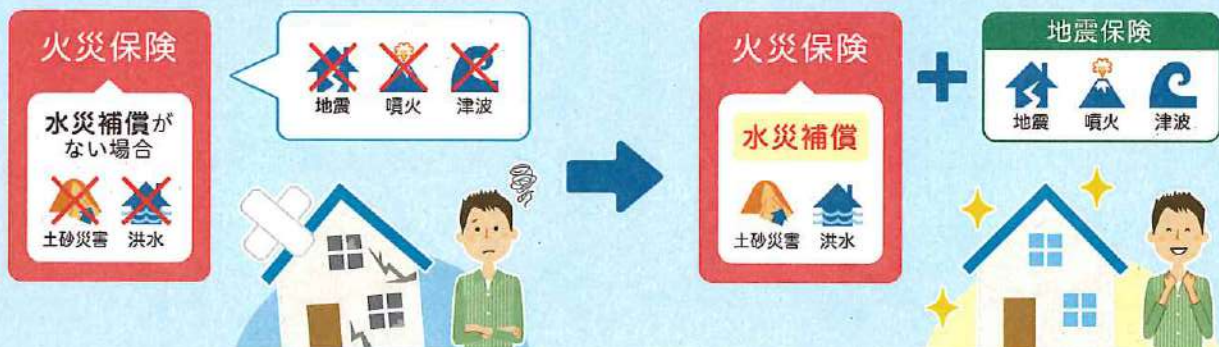 火災保険
水災補償が
ない場合
土砂災害 洪水
地震 噴火 津波
火災保険
水災補償
土砂災害 洪水
地震保険
地震 噴火 津波